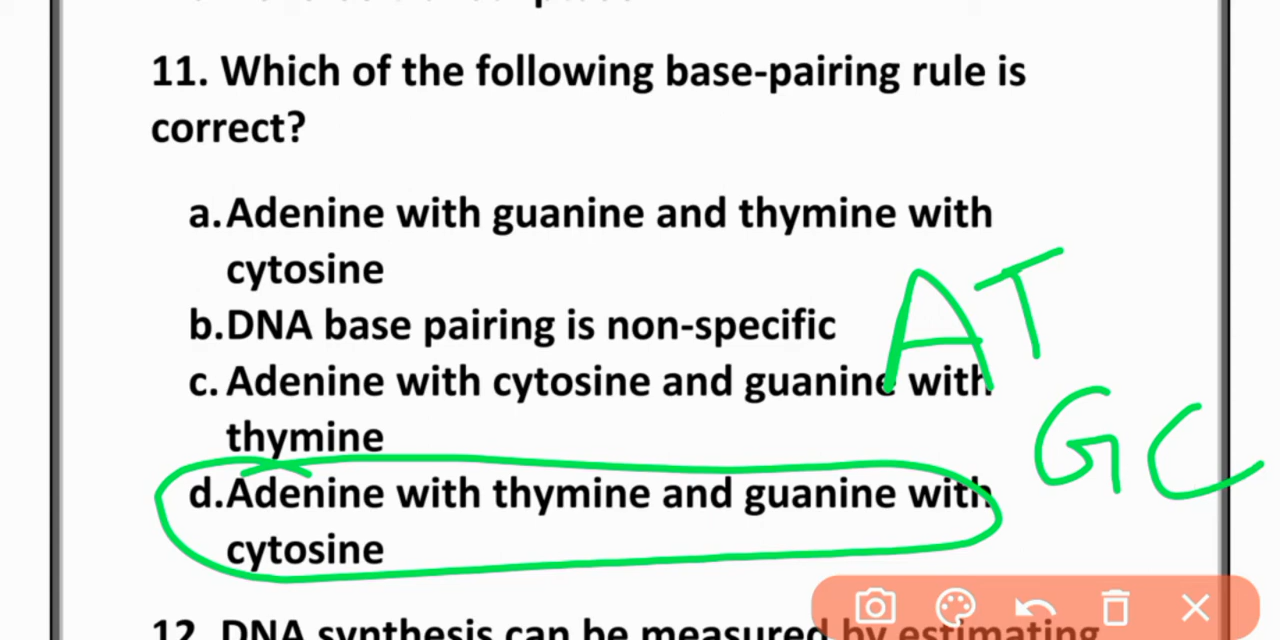 11. Which of the following base-pairing rule is
correct?
a. Adenine with guanine and thymine with
cytosine
b. DNA base pairing is non-specific
c. Adenine with cytosine and guanine with
thymine
d. Adenine with thymine and guanine with
cytosine
AT
GC
12. DNA synthesis can be measured by estimating